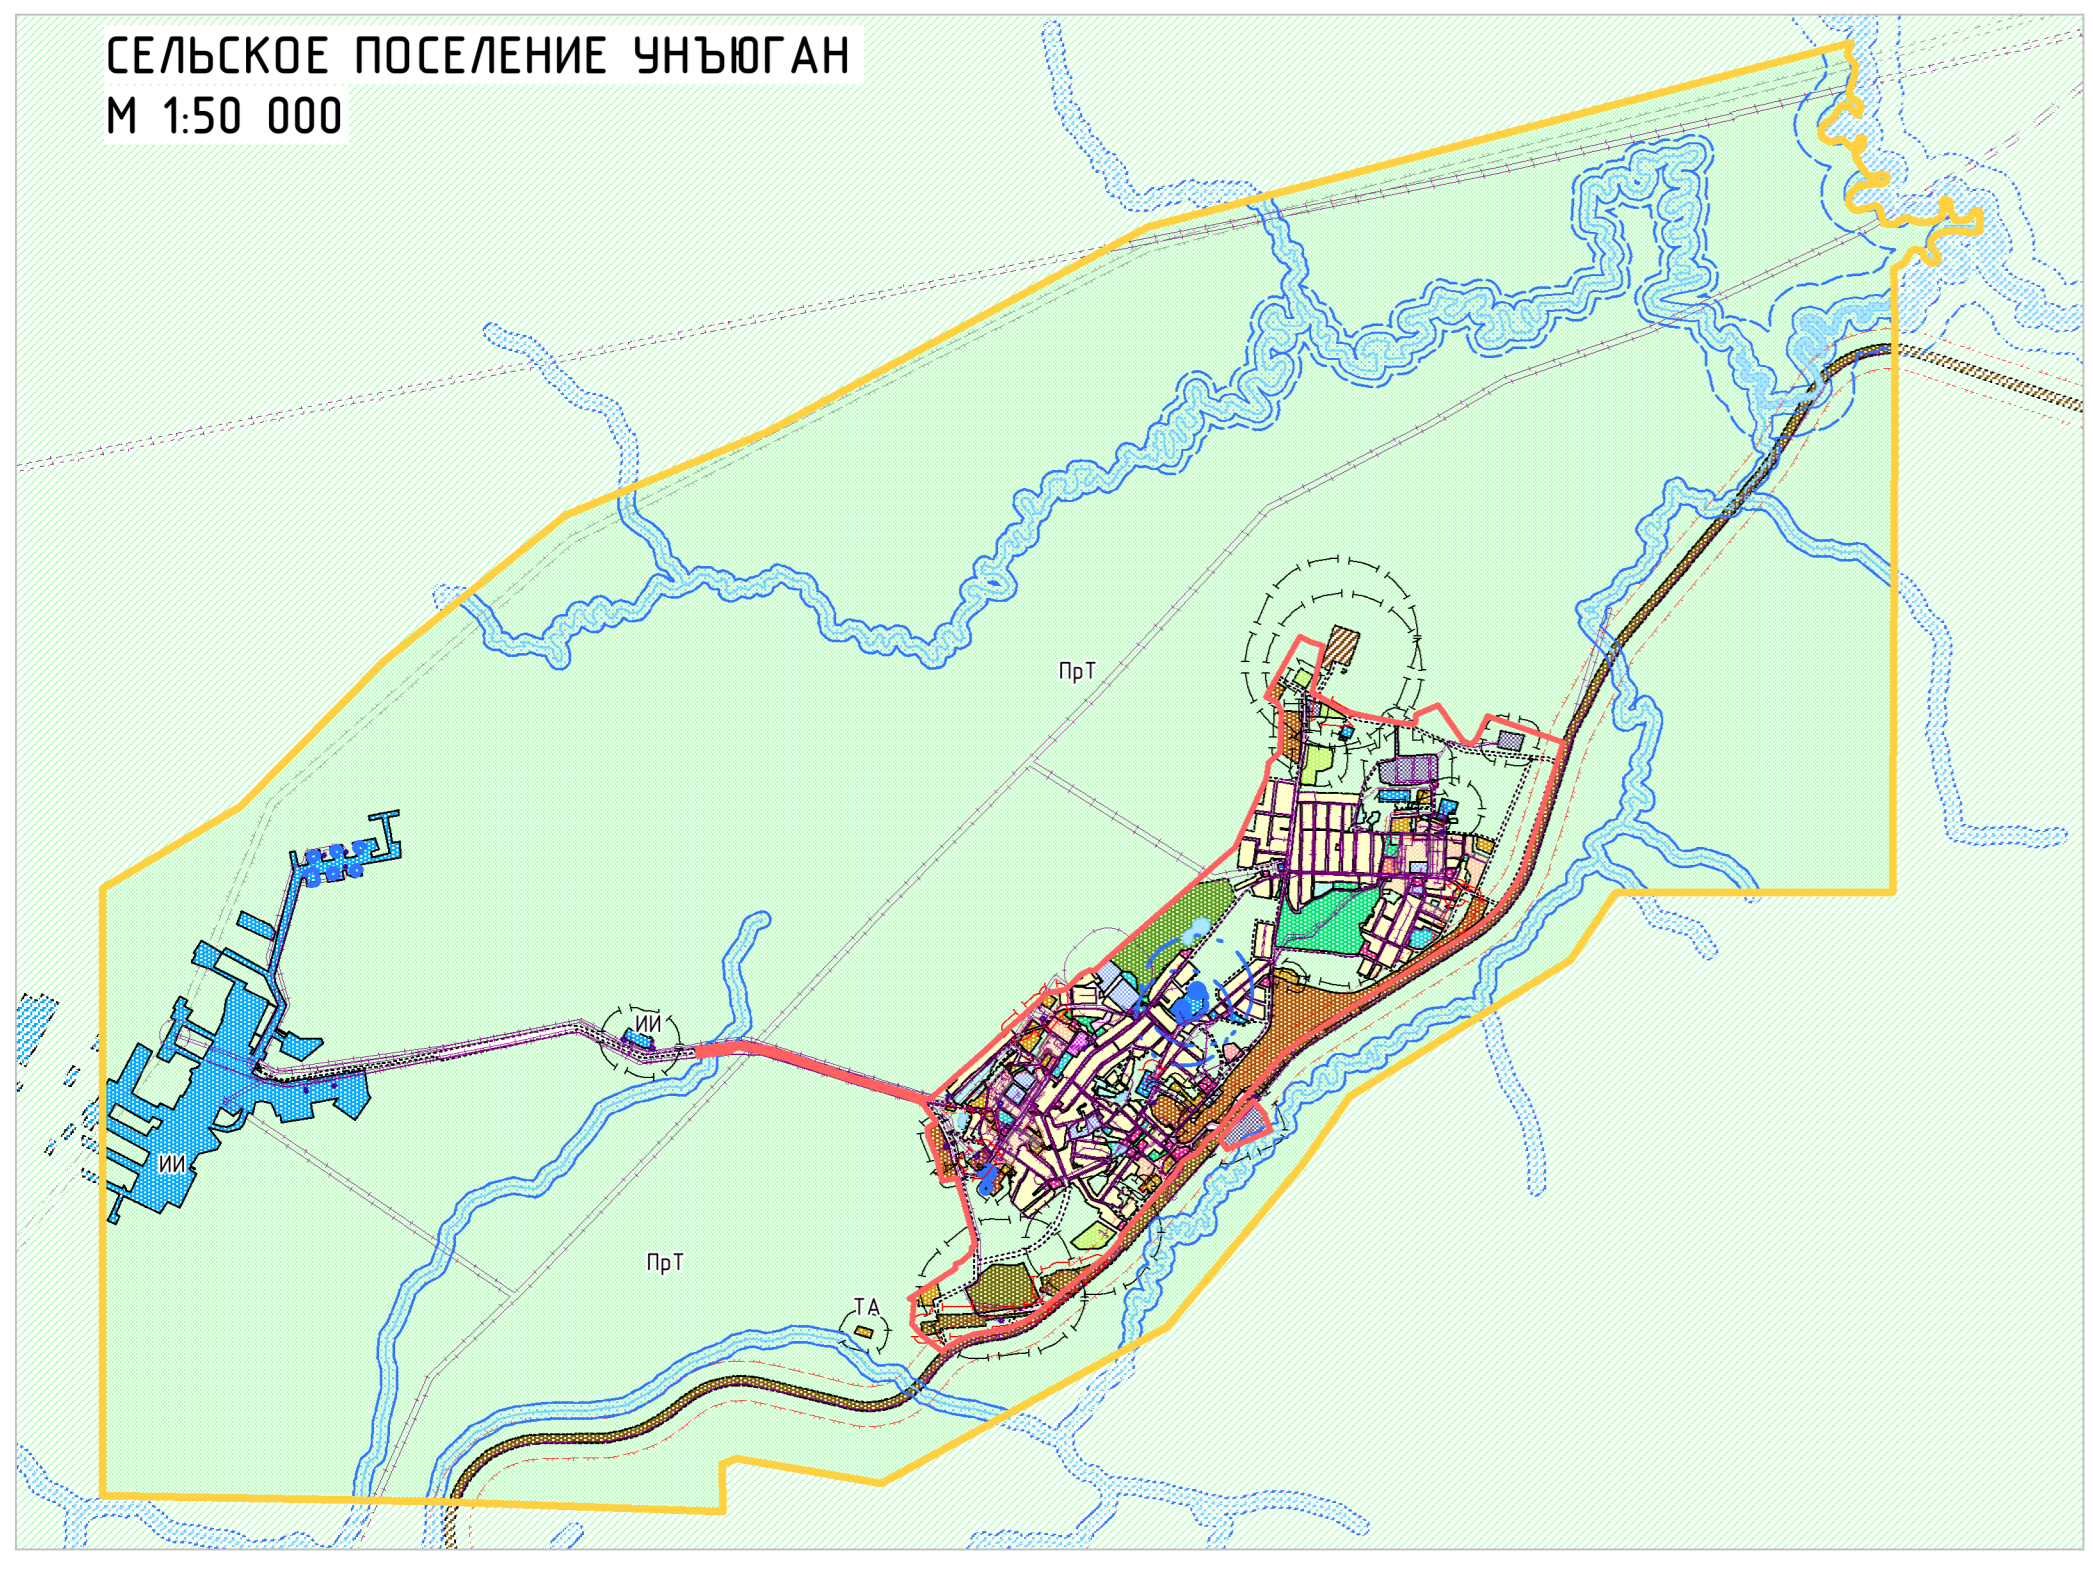 СЕЛЬСКОЕ ПОСЕЛЕНИЕ УНЪЮГАН
М 1:50 000
ПрТ
ИИ
ИИ
ПрТ
ТА